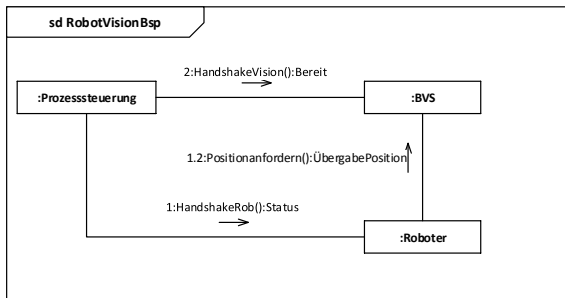 sd RobotVisionBsp
2:HandshakeVision():Bereit
:Prozesssteuerung
:BVS
1.2:Positionanfordern():ÜbergabePosition
1:HandshakeRob():Status
:Roboter